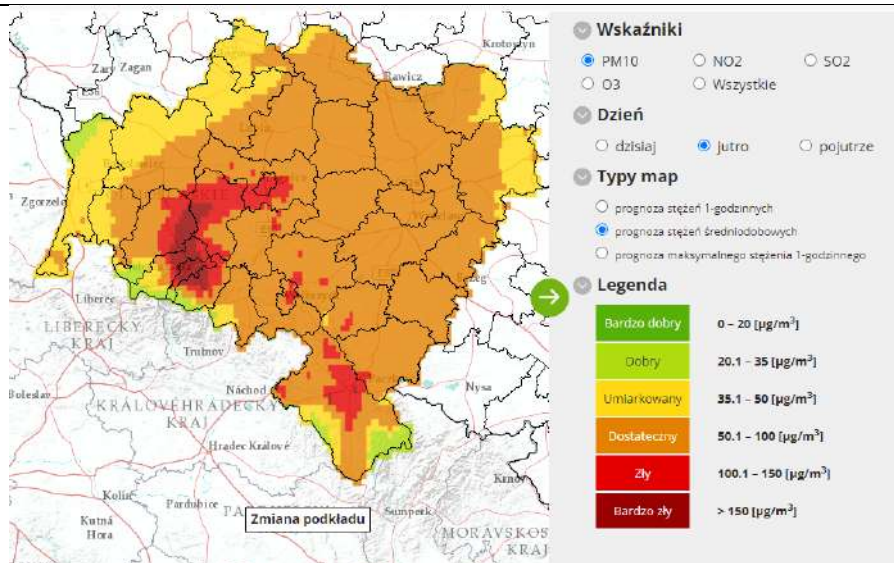 Krotoszyn
Żary Żagan
Rawicz
Zgorzelec
Brzeg
Liberec
LIBERECKÝ
KRAJ
Trutnov
Boleslav
Náchod
Nysa
KRÁLOVÉHRADECKÝ
KRAJ
Hradec Králové
Krnov
Kolín
Pardubice
Šumperk
Zmiana podkładu
Kutná
Hora
MORAVSKOS
KRAJ
Wskaźniki
PM10 NO2 SO2
O3 Wszystkie
Dzień
dzisiaj jutro pojutrze
Typy map
prognoza stężeń 1-godzinnych
prognoza stężeń średniodobowych
prognoza maksymalnego stężenia 1-godzinnego
Legenda
Bardzo dobry 0 – 20 [µg/m³]
Dobry 20.1 – 35 [µg/m³]
Umiarkowany 35.1 – 50 [µg/m³]
Dostateczny 50.1 – 100 [µg/m³]
Zły 100.1 – 150 [µg/m³]
Bardzo zły > 150 [µg/m³]